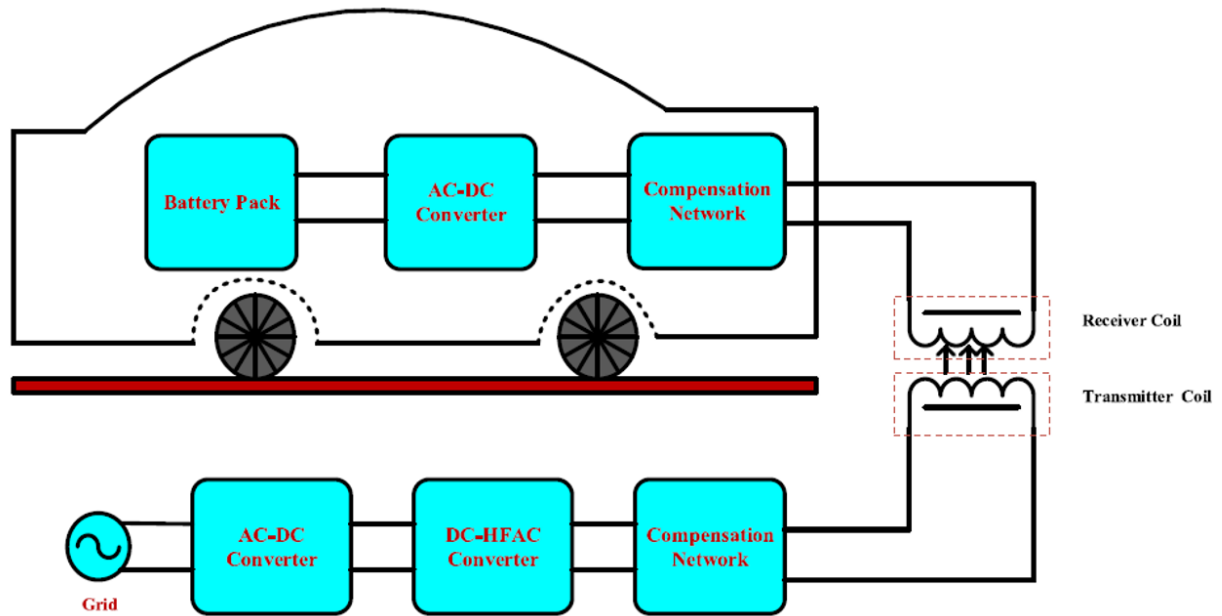 Battery Pack
AC-DC
Converter
Compensation
Network
Receiver Coil
Transmitter Coil
AC-DC
Converter
DC-HFAC
Converter
Compensation
Network
Grid